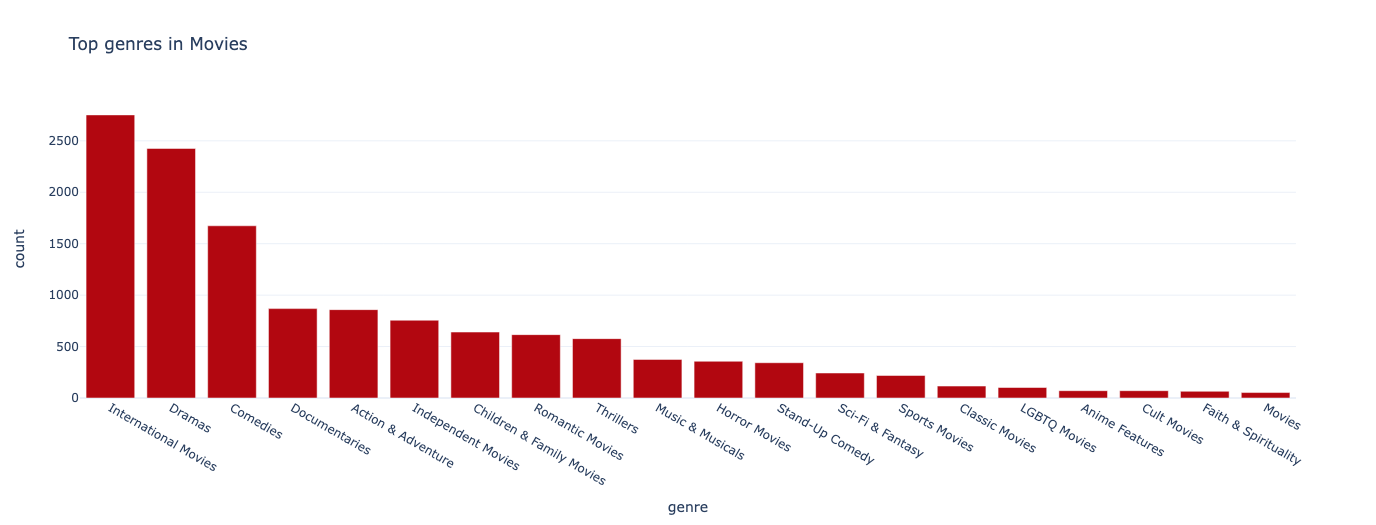 Top genres in Movies
count
2500
2000
1500
1000
500
0
International Movies
Dramas
Comedies
Documentaries
Action & Adventure
Independent Movies
Children & Family Movies
Romantic Movies
Thrillers
Music & Musicals
Horror Movies
Stand-Up Comedy
Sci-Fi & Fantasy
Sports Movies
Classic Movies
LGBTQ Movies
Anime Features
Cult Movies
Faith & Spirituality
Movies
genre